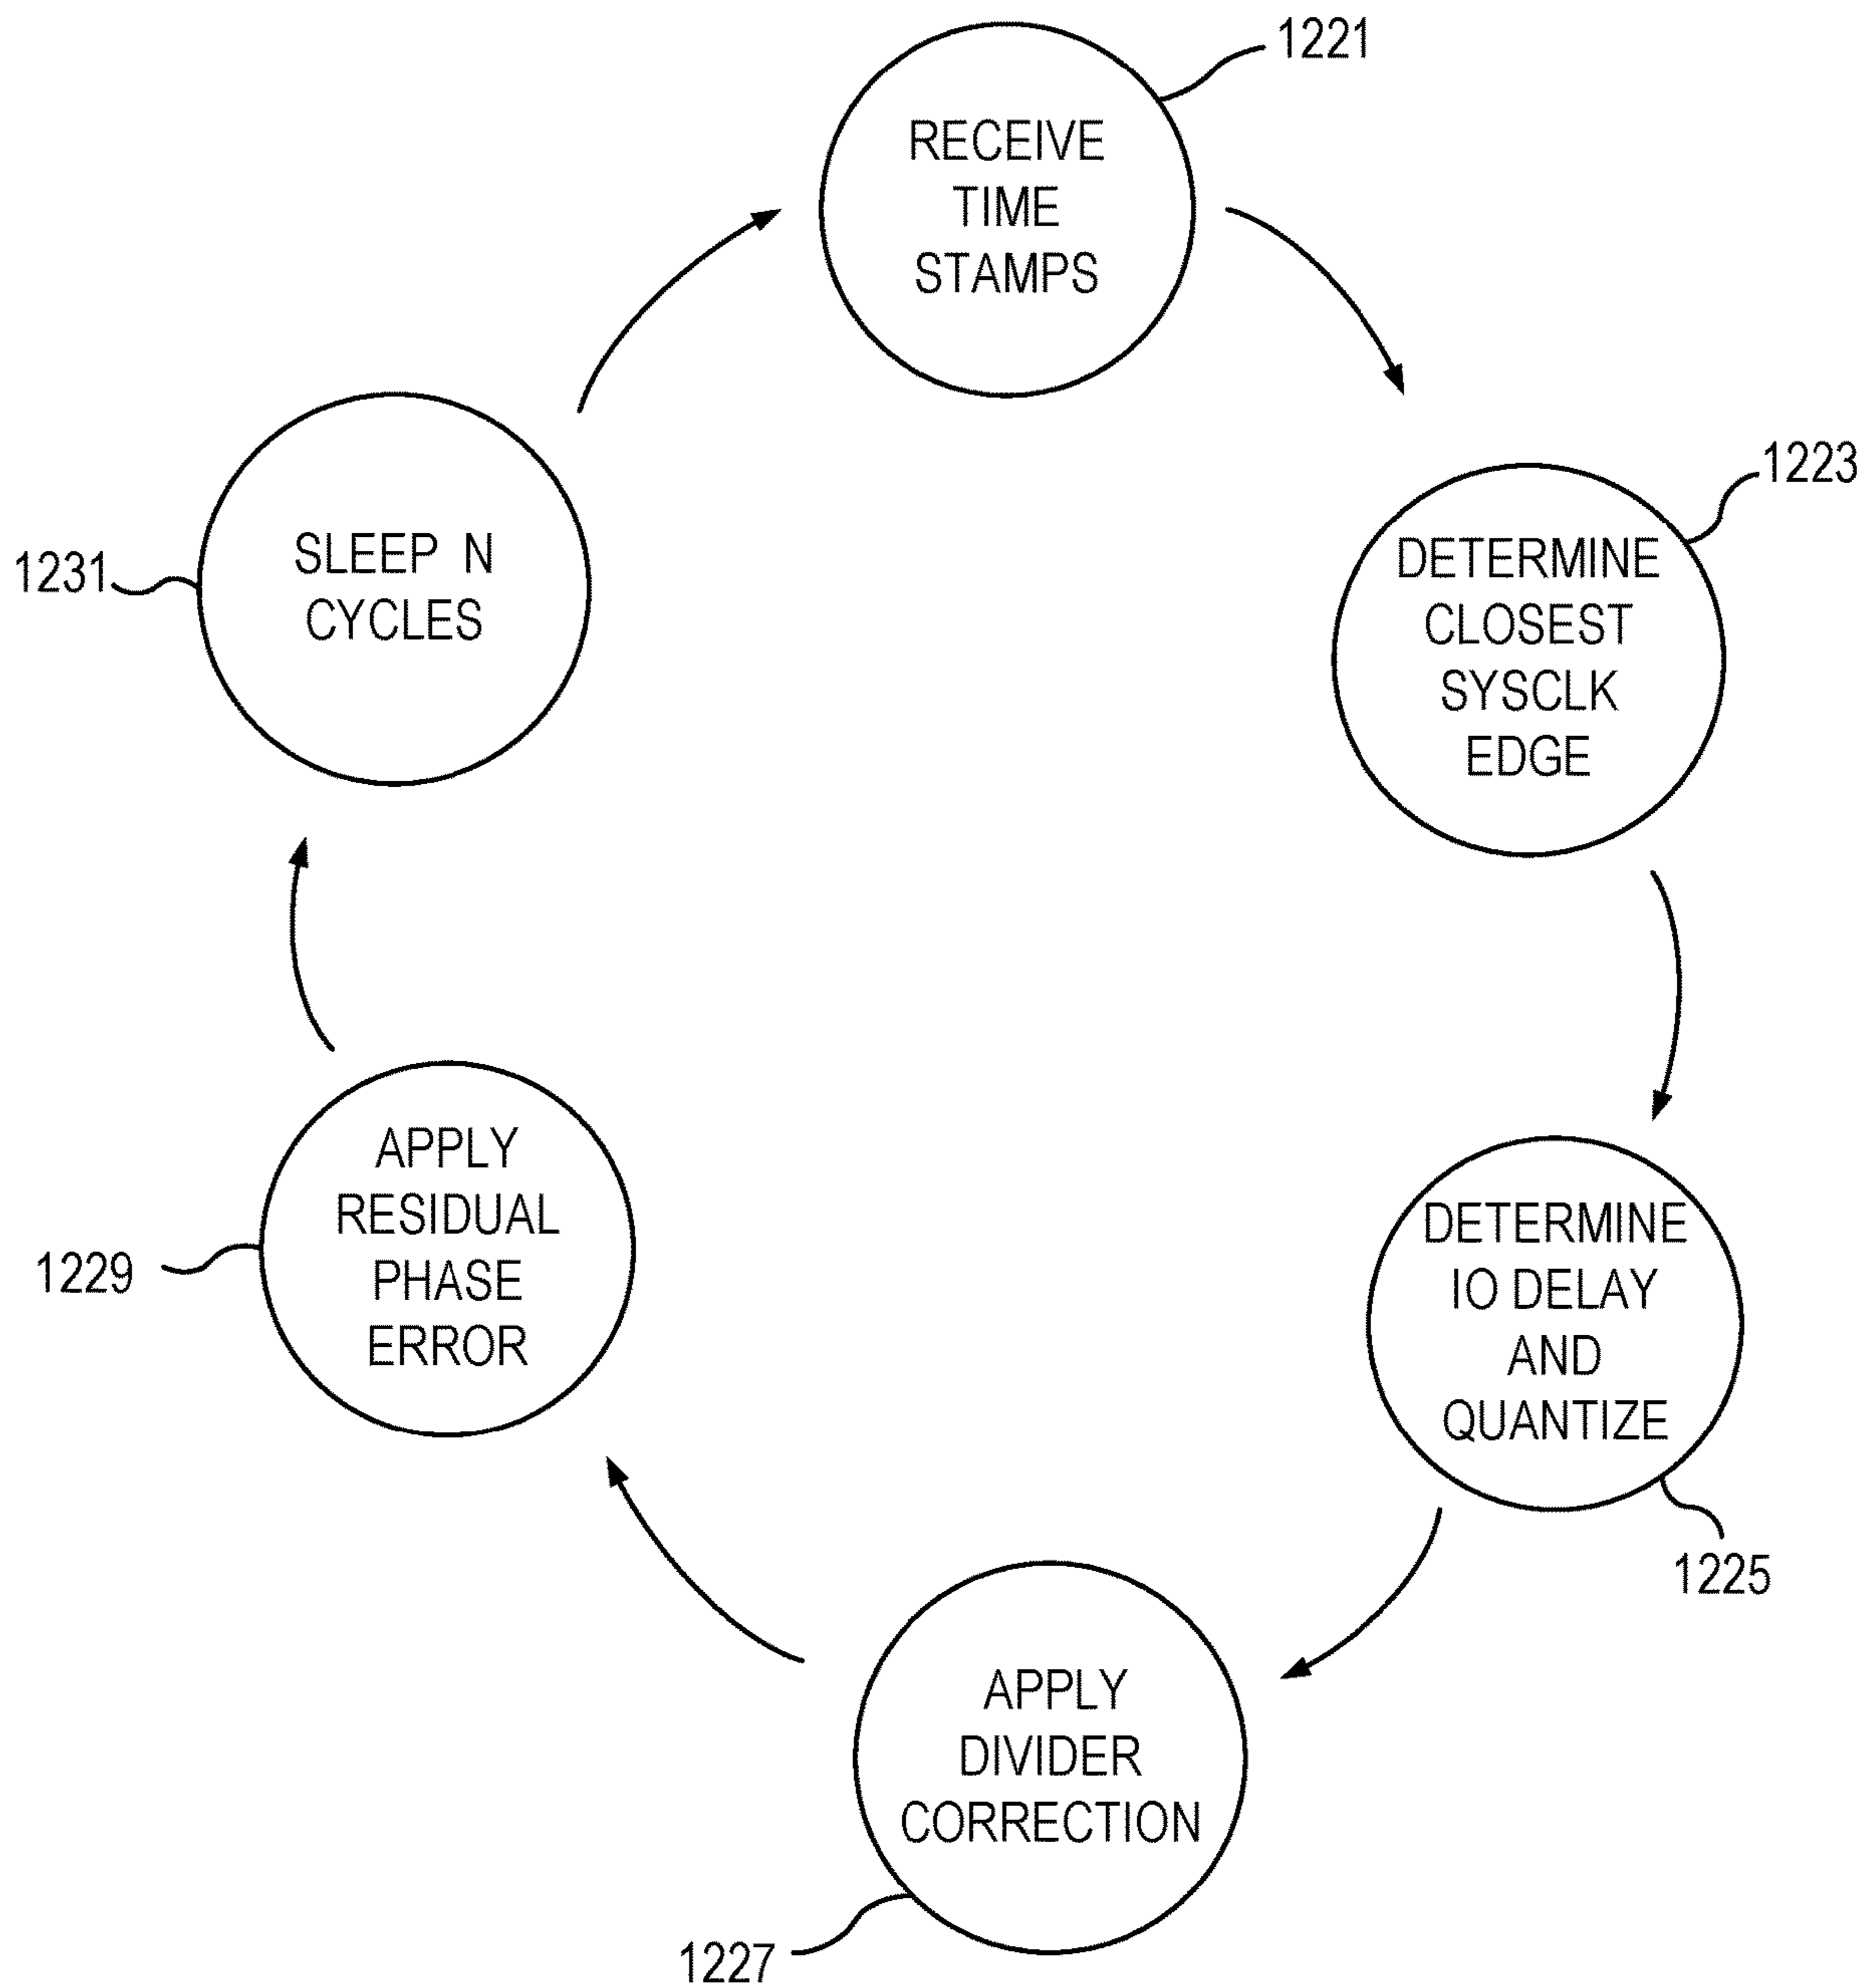 1221
RECEIVE
TIME
STAMPS
1223
DETERMINE
CLOSEST
SYSCLK
EDGE
DETERMINE
IO DELAY
AND
QUANTIZE
1225
APPLY
DIVIDER
CORRECTION
1227
APPLY
RESIDUAL
PHASE
ERROR
1229
SLEEP N
CYCLES
1231